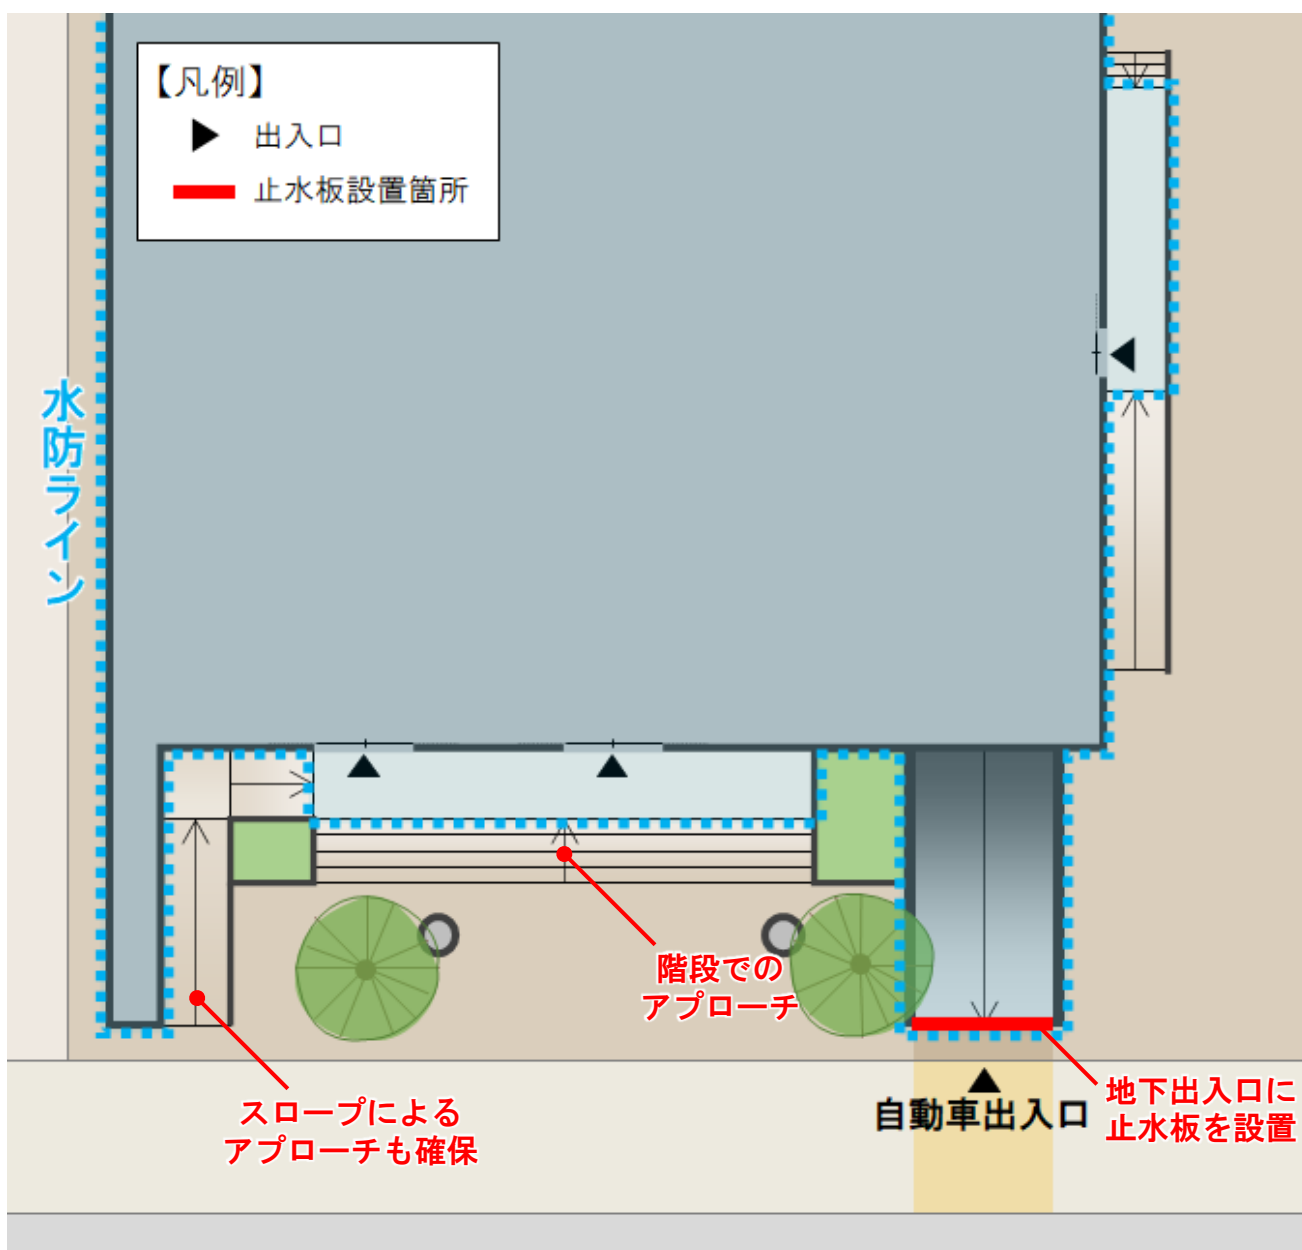 【凡例】
出入口
止水板設置箇所
水防ライン
階段での
アプローチ
スロープによる
アプローチも確保
自動車出入口
地下出入口に
止水板を設置